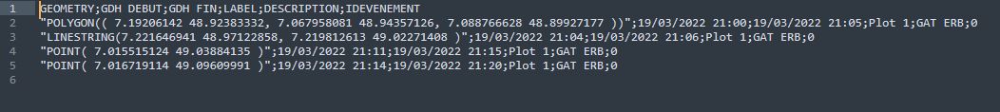 1 GEOMETRY;GDH DEBUT;GDH FIN;LABEL;DESCRIPTION;IDEVENEMENT
2 "POLYGON(( 7.19206142 48.92383332, 7.067958081 48.94357126, 7.088766628 48.89927177 ))";19/03/2022 21:00;19/03/2022 21:05;Plot 1;GAT ERB;0
3 "LINESTRING(7.221646941 48.97122858, 7.219812613 49.02271408 )";19/03/2022 21:04;19/03/2022 21:06;Plot 1;GAT ERB;0
4 "POINT( 7.015515124 49.03884135 )";19/03/2022 21:11;19/03/2022 21:15;Plot 1;GAT ERB;0
5 "POINT( 7.016719114 49.09609991 )";19/03/2022 21:14;19/03/2022 21:20;Plot 1;GAT ERB;0
6